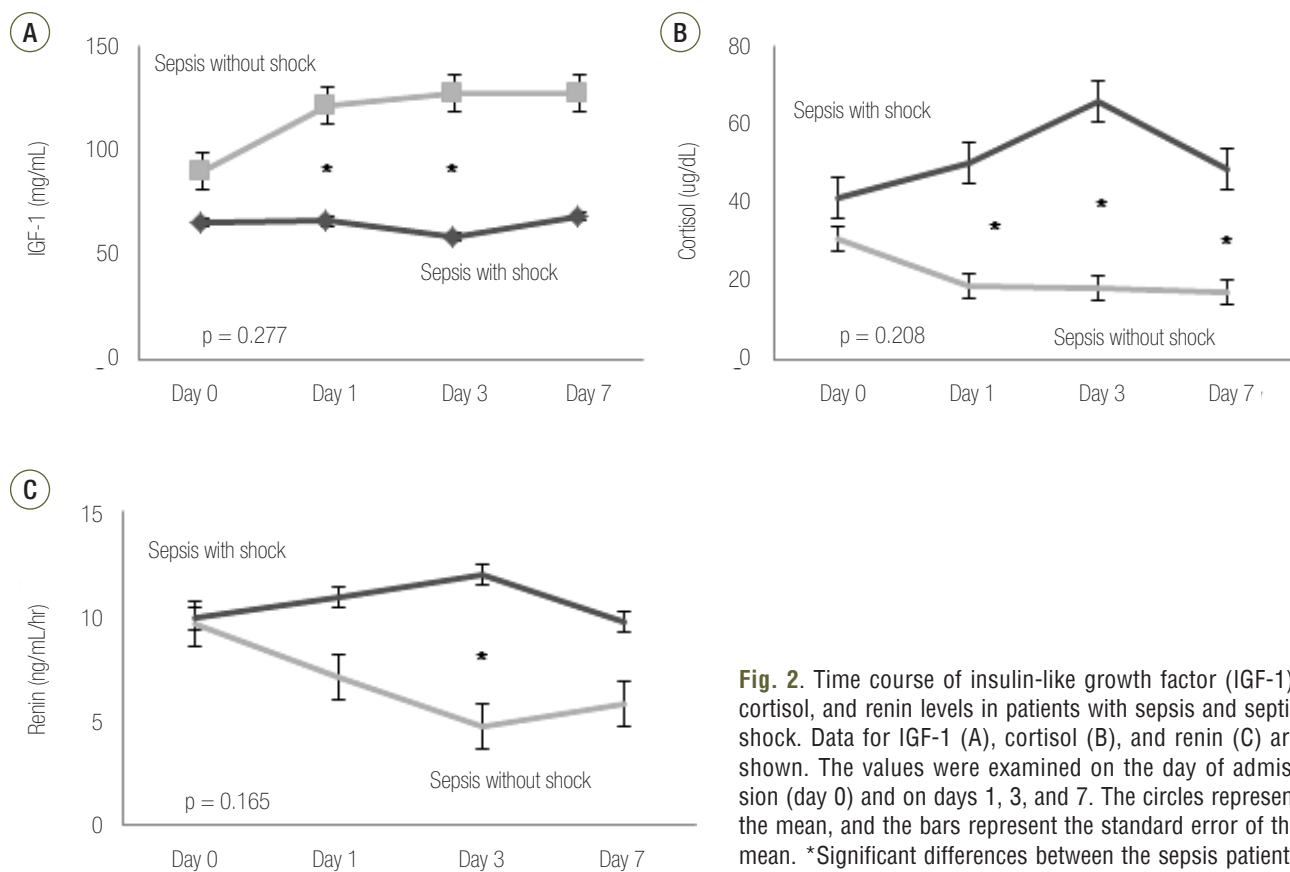 A
150
100
50
0
IGF-1 (mg/mL)
Sepsis without shock
*
*
Sepsis with shock
p = 0.277
Day 0 Day 1 Day 3 Day 7
B
80
60
40
20
0
Cortisol (ug/dL)
Sepsis with shock
*
*
*
p = 0.208
Sepsis without shock
Day 0 Day 1 Day 3 Day 7
C
15
10
5
0
Renin (ng/mL/hr)
Sepsis with shock
*
Sepsis without shock
p = 0.165
Day 0 Day 1 Day 3 Day 7
Fig. 2. Time course of insulin-like growth factor (IGF-1)
cortisol, and renin levels in patients with sepsis and septi
shock. Data for IGF-1 (A), cortisol (B), and renin (C) ar
shown. The values were examined on the day of admis
sion (day 0) and on days 1, 3, and 7. The circles represen
the mean, and the bars represent the standard error of th
mean. *Significant differences between the sepsis patient